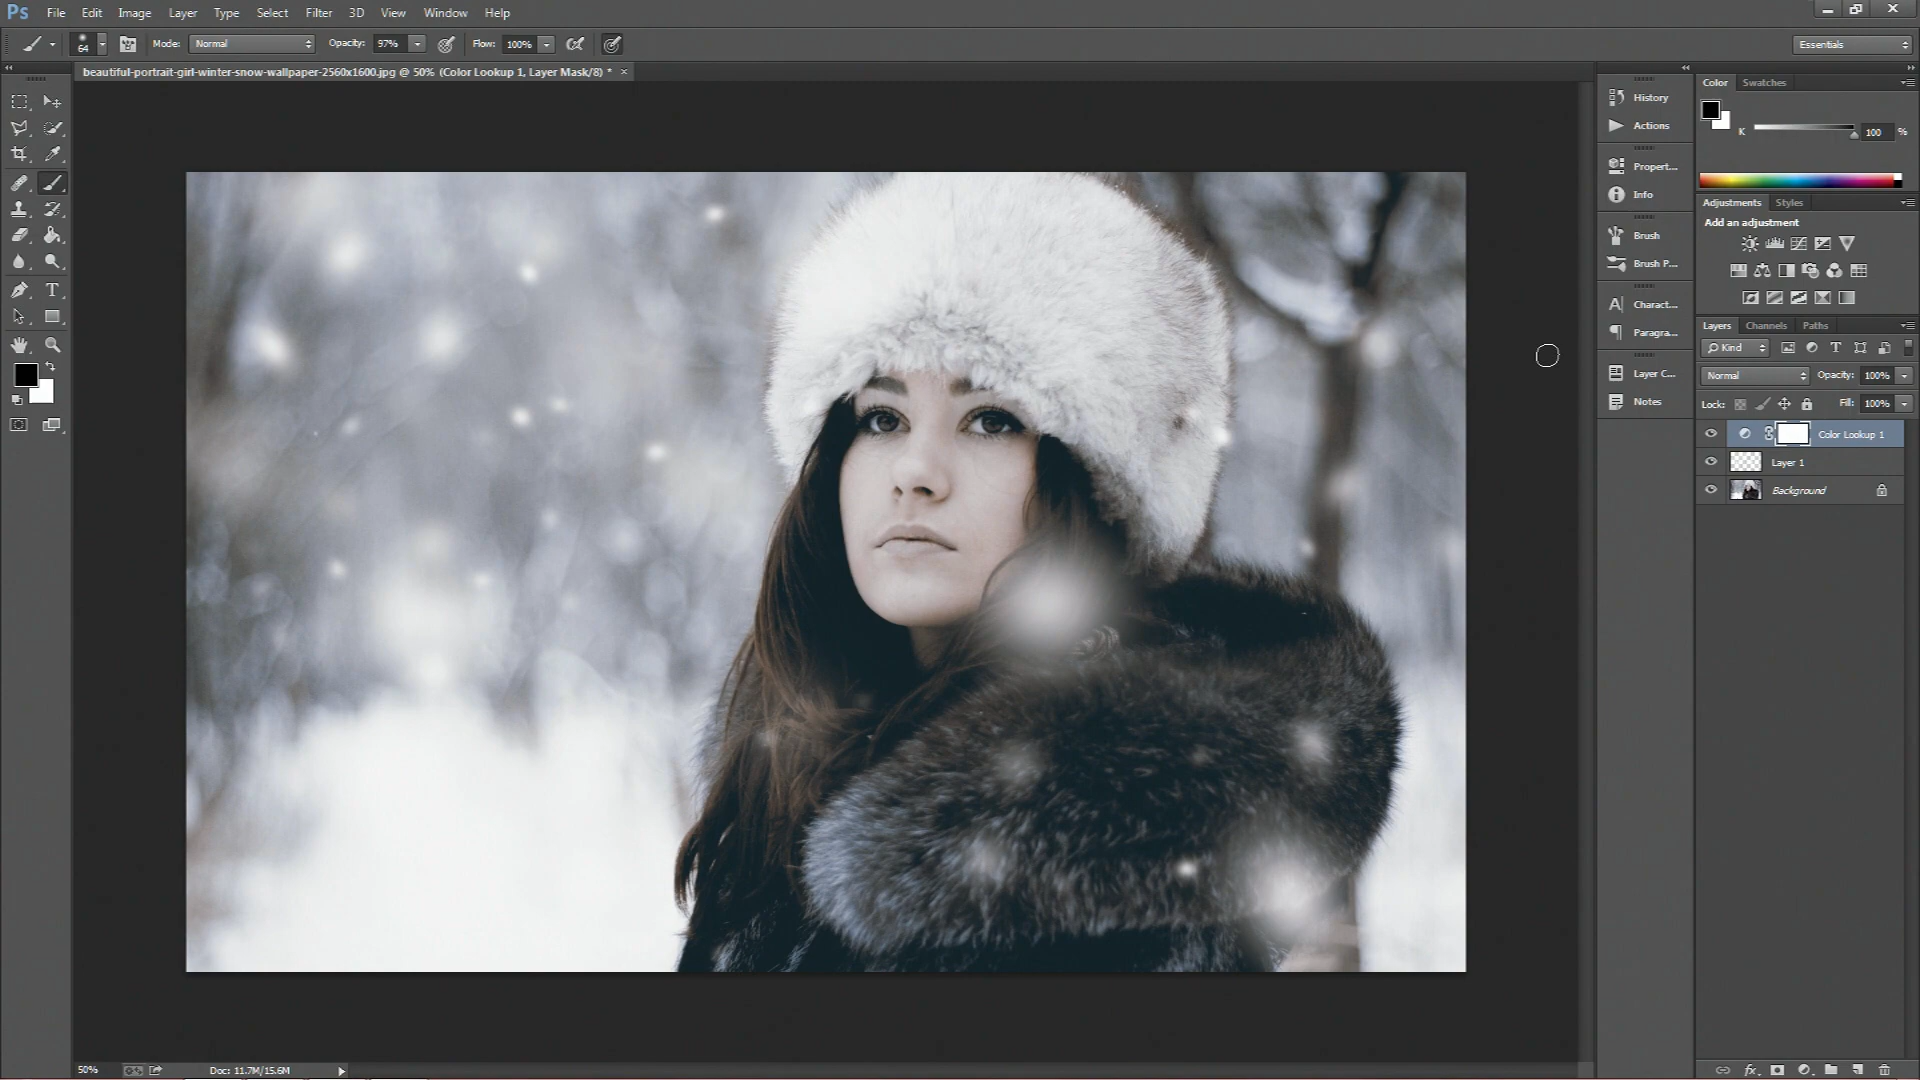 Ps File Edit Image Layer Type Select Filter 3D View Window Help
64 Mode: Normal Opacity: 97% Flow: 100% Essentials
beautiful-portrait-girl-winter-snow-wallpaper-2560x1600.jpg @ 50% (Color Lookup 1, Layer Mask/8) * ×
History
Actions
Propert...
Info
Brush
Brush P...
Charact...
Paragra...
Layer C...
Notes
Color Swatches
K 100 %
Adjustments Styles
Add an adjustment
Layers Channels Paths
Kind
Normal Opacity: 100%
Lock: Fill: 100%
Color Lookup 1
Layer 1
Background
50% Doc: 11.7M/15.6M
fx